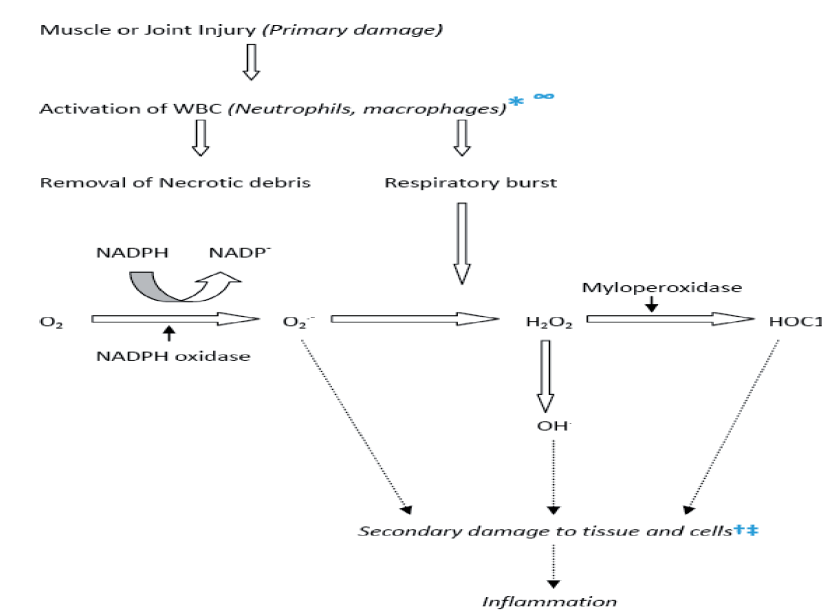 Muscle or Joint Injury (Primary damage)
Activation of WBC (Neutrophils, macrophages)* ∞
Removal of Necrotic debris
Respiratory burst
NADPH
NADP⁻
Myloperoxidase
O₂
O₂·⁻
H₂O₂
HOC1
NADPH oxidase
OH·
Secondary damage to tissue and cells†‡
Inflammation